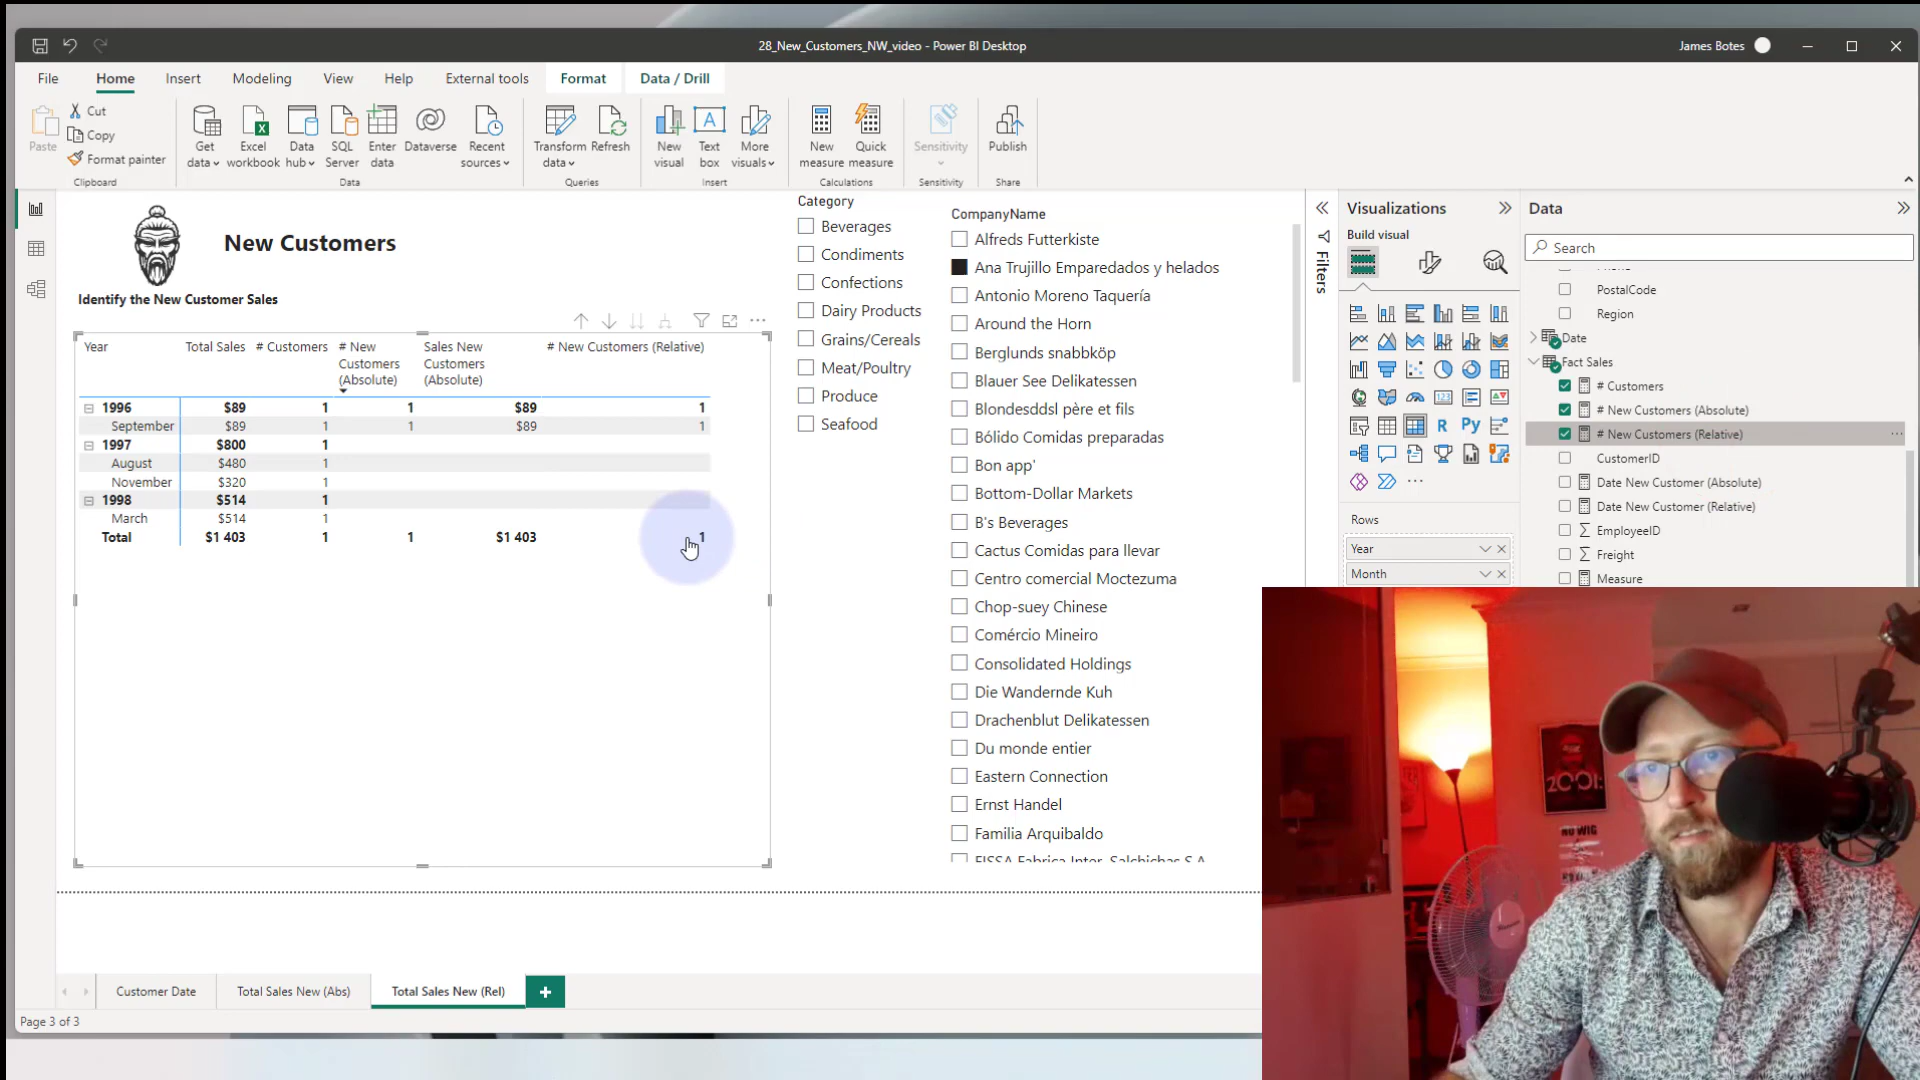 28_New_Customers_NW_video - Power BI Desktop
James Botes
File Home Insert Modeling View Help External tools Format Data / Drill
Paste
Cut
Copy
Format painter
Clipboard
Get data
Excel workbook
Data hub
SQL Server
Enter data
Dataverse
Recent sources
Data
Transform data
Refresh
Queries
New visual
Text box
More visuals
Insert
New measure
Quick measure
Calculations
Sensitivity
Sensitivity
Publish
Share
New Customers
Identify the New Customer Sales
Year Total Sales # Customers # New Customers (Absolute) Sales New Customers (Absolute) # New Customers (Relative)
1996 $89 1 1 $89 1
September $89 1 1 $89 1
1997 $800 1
August $480 1
November $320 1
1998 $514 1
March $514 1
Total $1 403 1 1 $1 403 1
Category
Beverages
Condiments
Confections
Dairy Products
Grains/Cereals
Meat/Poultry
Produce
Seafood
CompanyName
Alfreds Futterkiste
Ana Trujillo Emparedados y helados
Antonio Moreno Taquería
Around the Horn
Berglunds snabbköp
Blauer See Delikatessen
Blondesddsl père et fils
Bólido Comidas preparadas
Bon app'
Bottom-Dollar Markets
B's Beverages
Cactus Comidas para llevar
Centro comercial Moctezuma
Chop-suey Chinese
Comércio Mineiro
Consolidated Holdings
Die Wandernde Kuh
Drachenblut Delikatessen
Du monde entier
Eastern Connection
Ernst Handel
Familia Arquibaldo
FISSA Fabrica Inter. Salchichas S.A.
Filters
Visualizations
Build visual
R
Py
123
Rows
Year
Month
Data
Search
PostalCode
Region
Date
Fact Sales
# Customers
# New Customers (Absolute)
# New Customers (Relative)
CustomerID
Date New Customer (Absolute)
Date New Customer (Relative)
EmployeeID
Freight
Measure
2001:
NO WIG
Customer Date
Total Sales New (Abs)
Total Sales New (Rel)
Page 3 of 3